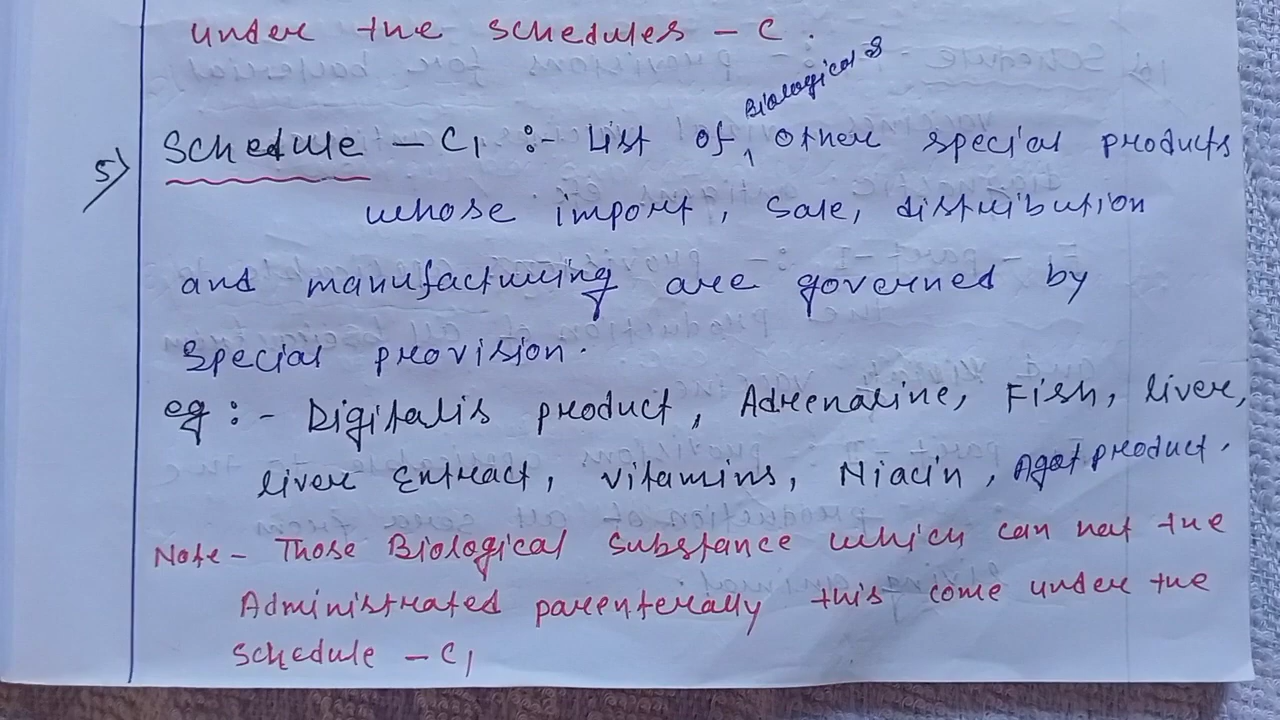 under the schedules - C.
Biological &
5) Schedule - C1 :- List of, Other special products
whose import, sale, distribution
and manufacturing are governed by
special provision.
eg :- Digitalis product, Adrenaline, Fish, liver,
liver Extract, vitamins, Niacin, Agot product.
Note - Those Biological substance which can not the
Administrated parenterally this come under the
schedule - C1